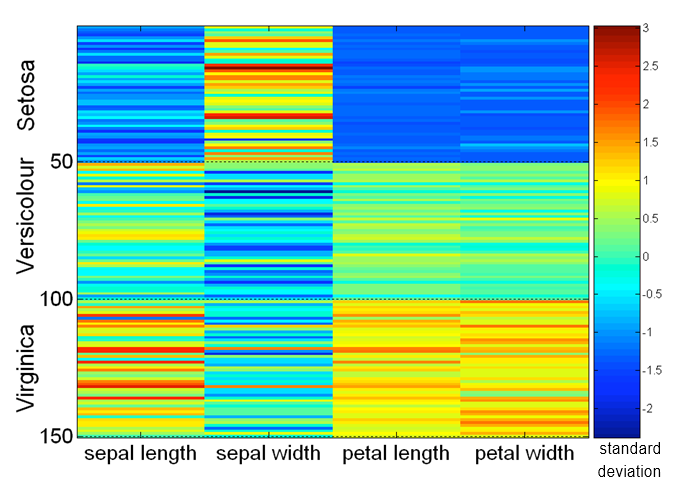 Setosa
Versicolour
Virginica
50
100
150
sepal length
sepal width
petal length
petal width
3
2.5
2
1.5
1
0.5
0
-0.5
-1
-1.5
-2
standard
deviation